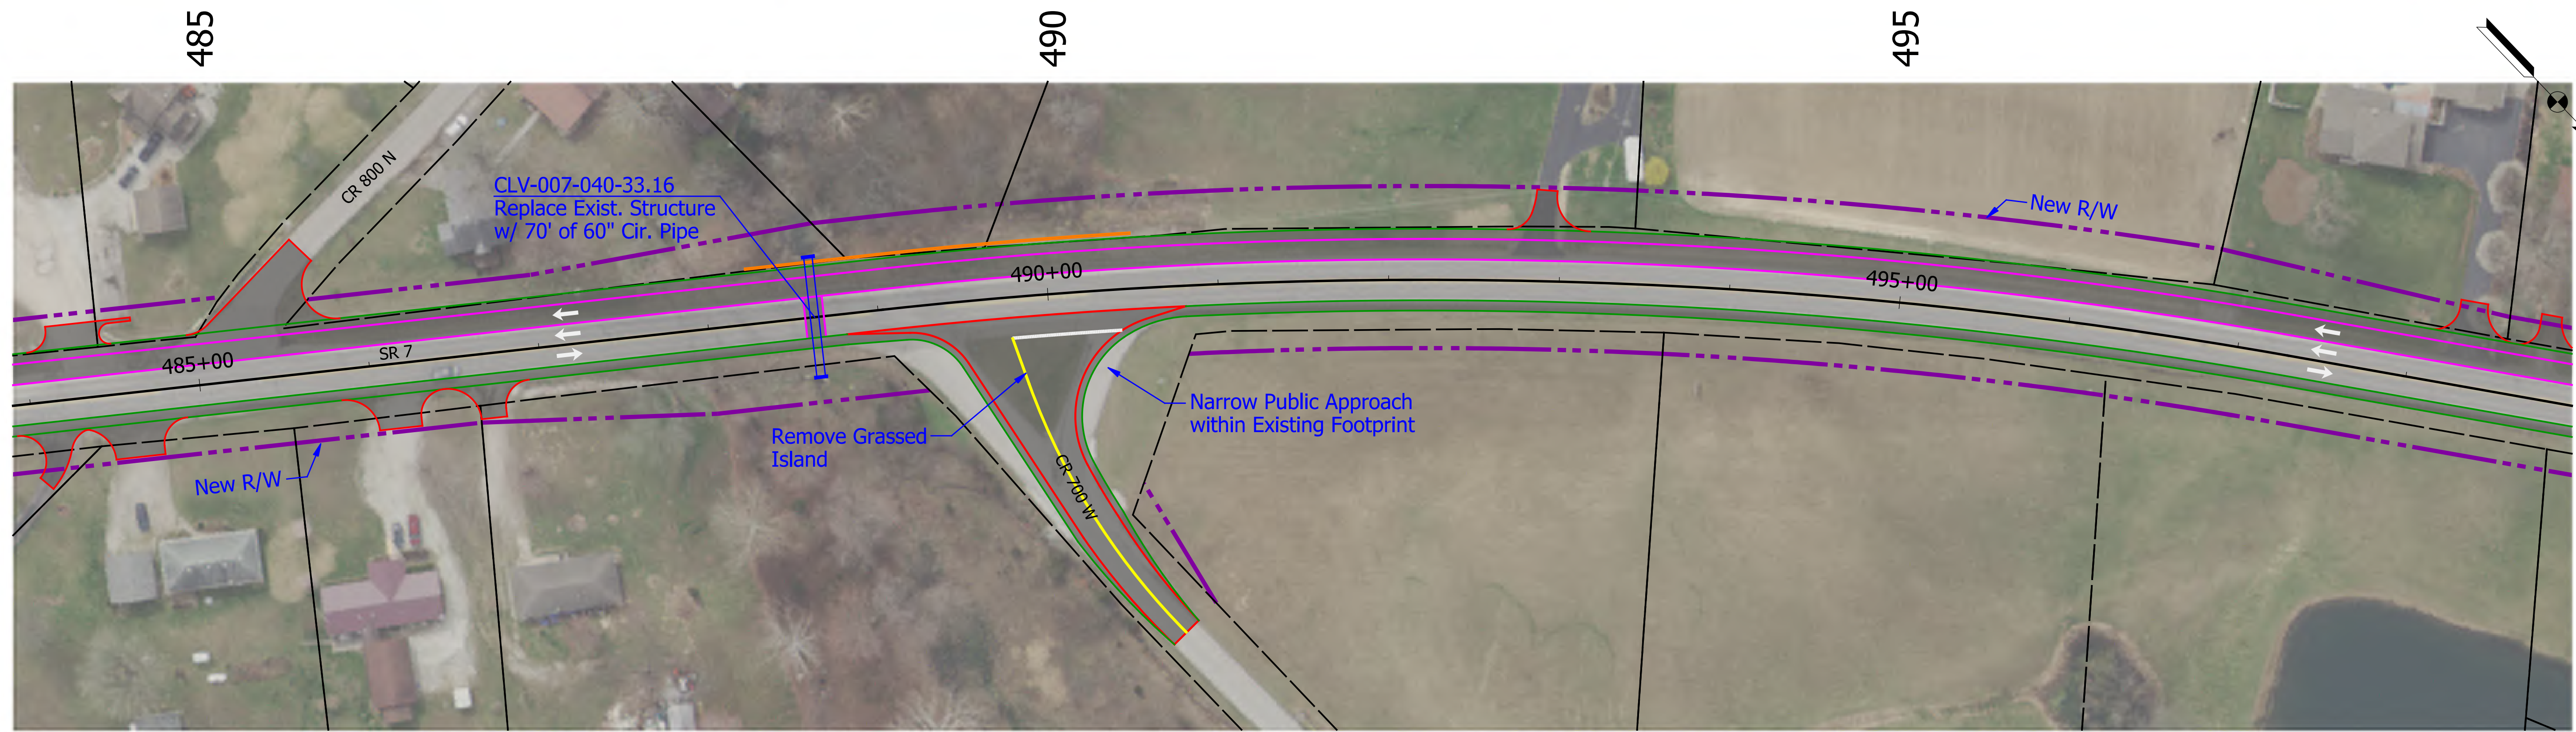 485
490
495
CR 800 N
CLV-007-040-33.16
Replace Exist. Structure
w/ 70' of 60" Cir. Pipe
New R/W
490+00
495+00
SR 7
485+00
Narrow Public Approach
within Existing Footprint
Remove Grassed
Island
CR 700 W
New R/W